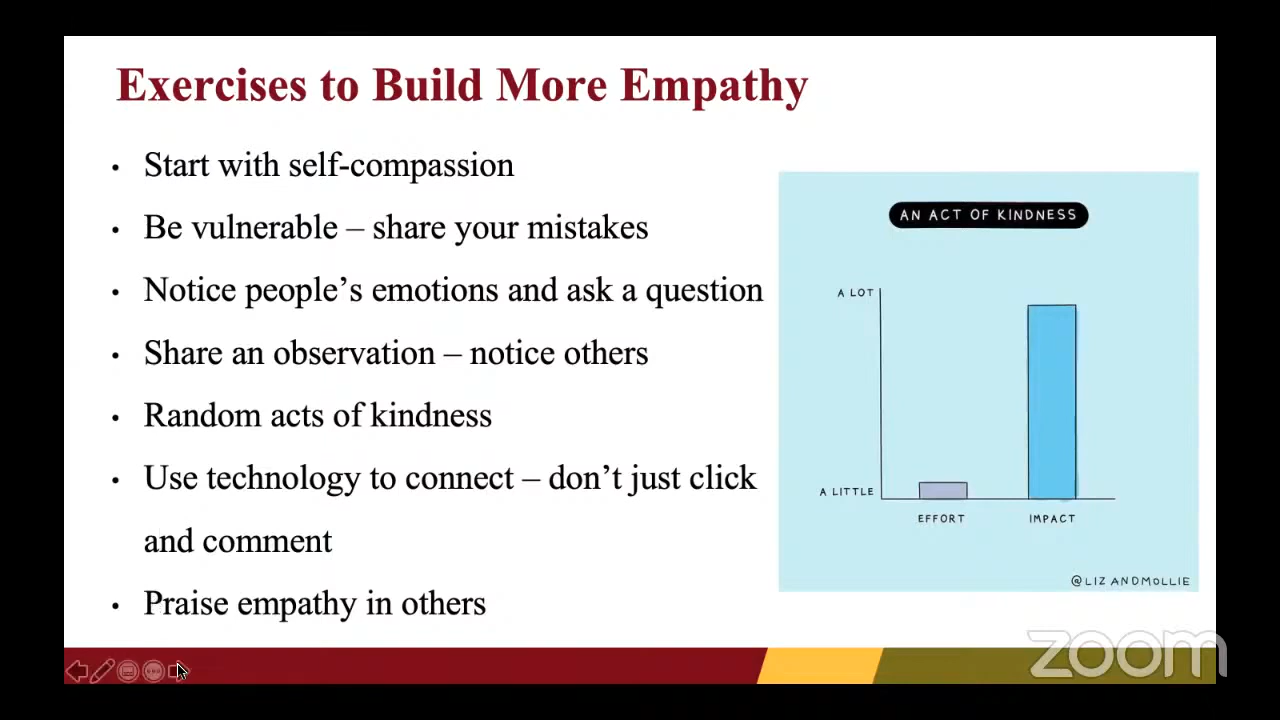 Exercises to Build More Empathy
• Start with self-compassion
• Be vulnerable – share your mistakes
• Notice people’s emotions and ask a question
• Share an observation – notice others
• Random acts of kindness
• Use technology to connect – don’t just click
and comment
• Praise empathy in others
AN ACT OF KINDNESS
A LOT
A LITTLE
EFFORT
IMPACT
@LIZANDMOLLIE
zoom